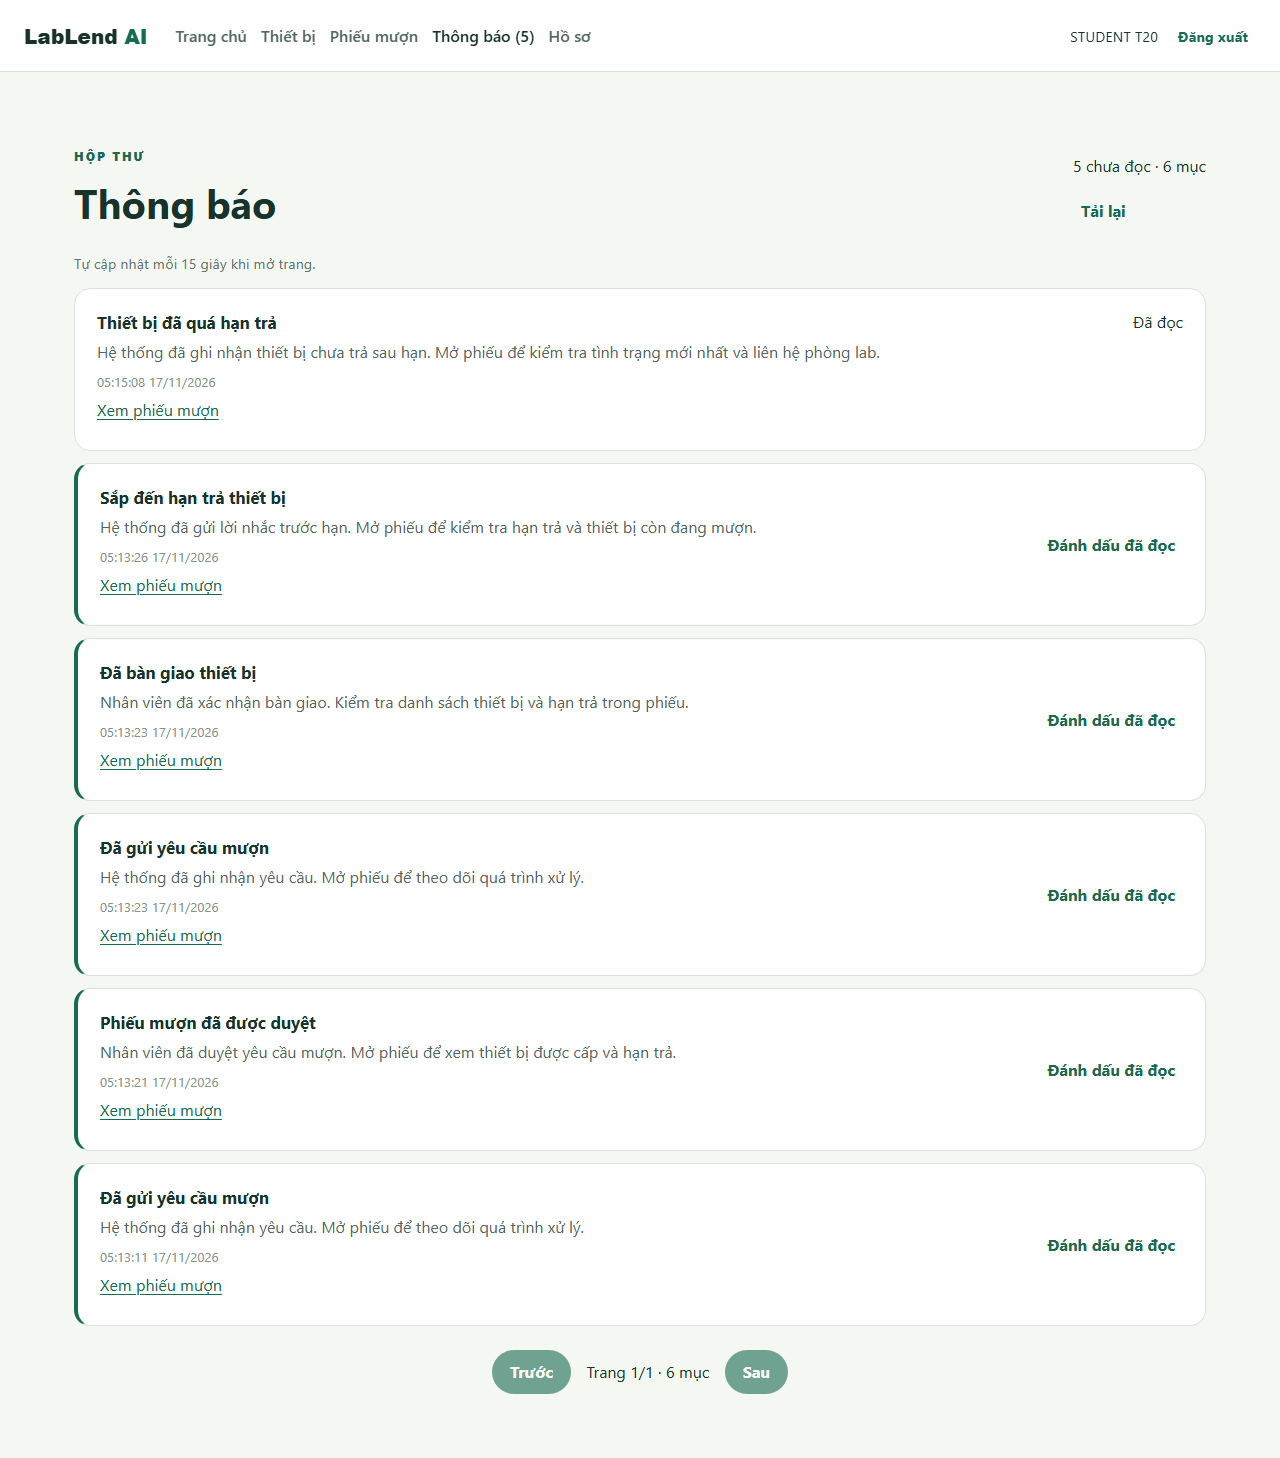 LabLend AI Trang chủ Thiết bị Phiếu mượn Thông báo (5) Hồ sơ STUDENT T20 Đăng xuất
HỘP THƯ
Thông báo
5 chưa đọc · 6 mục
Tải lại
Tự cập nhật mỗi 15 giây khi mở trang.
Thiết bị đã quá hạn trả
Đã đọc
Hệ thống đã ghi nhận thiết bị chưa trả sau hạn. Mở phiếu để kiểm tra tình trạng mới nhất và liên hệ phòng lab.
05:15:08 17/11/2026
Xem phiếu mượn
Sắp đến hạn trả thiết bị
Hệ thống đã gửi lời nhắc trước hạn. Mở phiếu để kiểm tra hạn trả và thiết bị còn đang mượn.
Đánh dấu đã đọc
05:13:26 17/11/2026
Xem phiếu mượn
Đã bàn giao thiết bị
Nhân viên đã xác nhận bàn giao. Kiểm tra danh sách thiết bị và hạn trả trong phiếu.
Đánh dấu đã đọc
05:13:23 17/11/2026
Xem phiếu mượn
Đã gửi yêu cầu mượn
Hệ thống đã ghi nhận yêu cầu. Mở phiếu để theo dõi quá trình xử lý.
Đánh dấu đã đọc
05:13:23 17/11/2026
Xem phiếu mượn
Phiếu mượn đã được duyệt
Nhân viên đã duyệt yêu cầu mượn. Mở phiếu để xem thiết bị được cấp và hạn trả.
Đánh dấu đã đọc
05:13:21 17/11/2026
Xem phiếu mượn
Đã gửi yêu cầu mượn
Hệ thống đã ghi nhận yêu cầu. Mở phiếu để theo dõi quá trình xử lý.
Đánh dấu đã đọc
05:13:11 17/11/2026
Xem phiếu mượn
Trước Trang 1/1 · 6 mục Sau